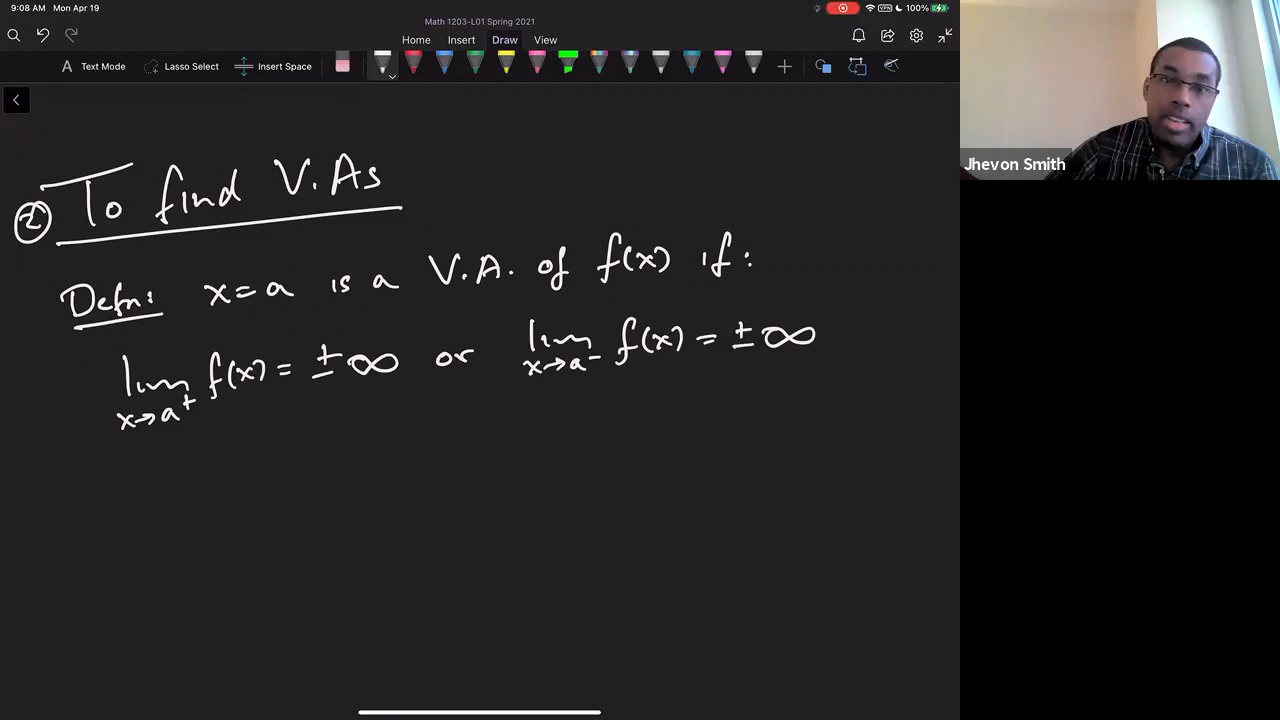 9:08 AM Mon Apr 19
VPN 100%
Math 1203-L01 Spring 2021
Home Insert Draw View
A Text Mode Lasso Select Insert Space
② To find V.As
Defn: x=a is a V.A. of f(x) if:
lim x→a⁺ f(x) = ±∞ or lim x→a⁻ f(x) = ±∞
Jhevon Smith